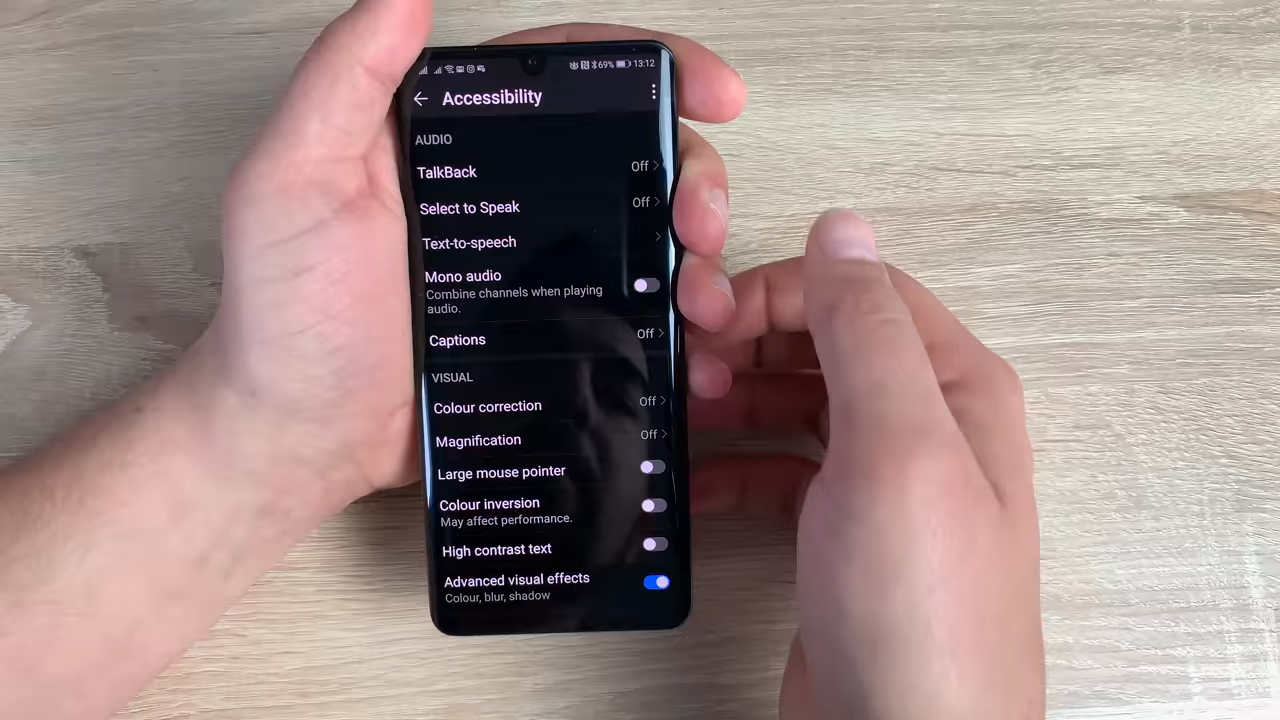 69% 13:12
Accessibility
AUDIO
TalkBack Off
Select to Speak Off
Text-to-speech
Mono audio
Combine channels when playing
audio.
Captions Off
VISUAL
Colour correction Off
Magnification Off
Large mouse pointer
Colour inversion
May affect performance.
High contrast text
Advanced visual effects
Colour, blur, shadow